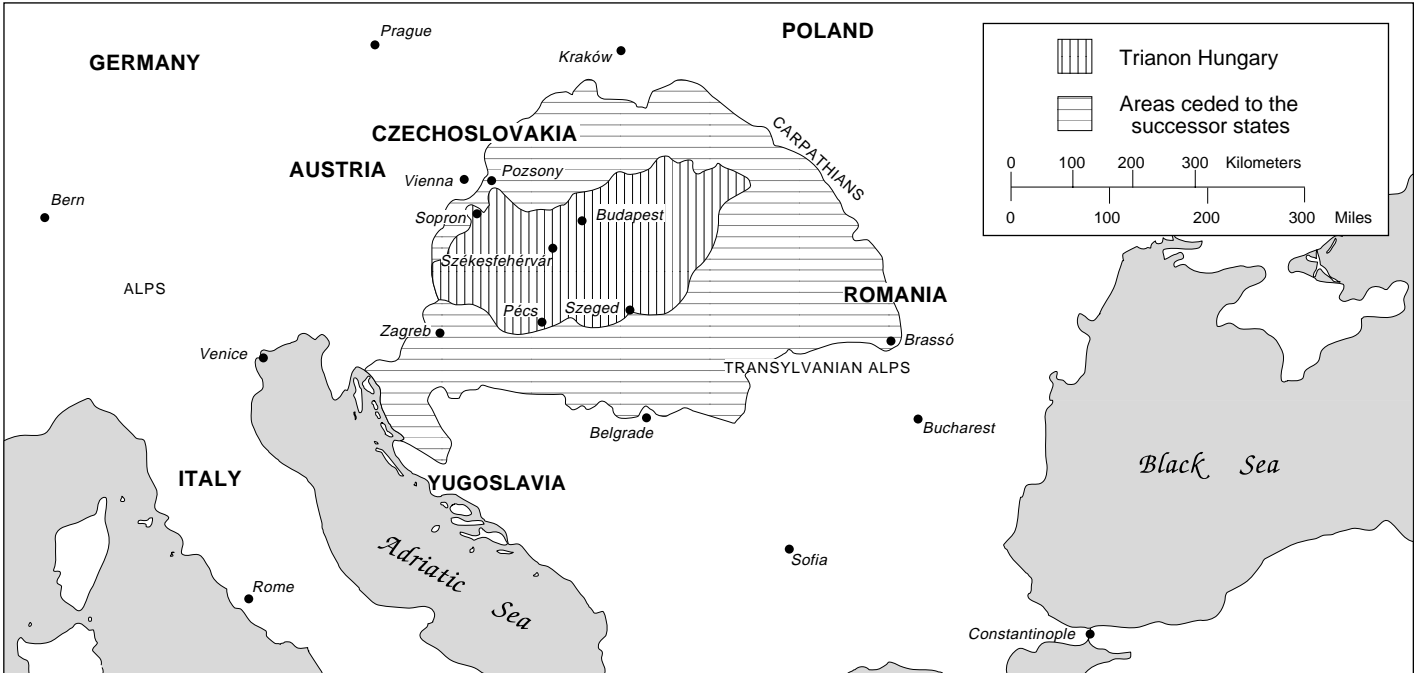 Prague
POLAND
GERMANY
Kraków
Trianon Hungary
Areas ceded to the
successor states
0 100 200 300 Kilometers
0 100 200 300 Miles
CARPATHIANS
CZECHOSLOVAKIA
AUSTRIA
Vienna
Pozsony
Bern
Sopron
Budapest
Székesfehérvár
ALPS
ROMANIA
Pécs
Szeged
Zagreb
Brassó
Venice
TRANSYLVANIAN ALPS
Belgrade
Bucharest
Black Sea
ITALY
YUGOSLAVIA
Adriatic Sea
Sofia
Rome
Constantinople